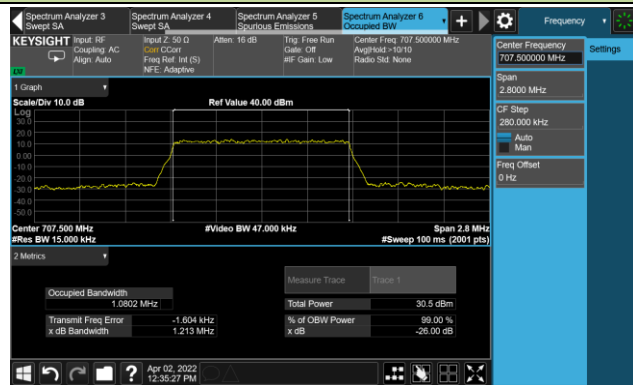 Spectrum Analyzer 3
Swept SA
Spectrum Analyzer 4
Swept SA
Spectrum Analyzer 5
Spurious Emissions
Spectrum Analyzer 6
Occupied BW
Frequency
KEYSIGHT
Input: RF
Coupling: AC
Align: Auto
Input Z: 50 Ω
Corr CCorr
Freq Ref: Int (S)
NFE: Adaptive
Atten: 16 dB
Trig: Free Run
Gate: Off
#IF Gain: Low
Center Freq: 707.500000 MHz
Avg|Hold:>10/10
Radio Std: None
Center Frequency
707.500000 MHz
Settings
Span
2.8000 MHz
CF Step
280.000 kHz
Auto
Man
Freq Offset
0 Hz
1 Graph
Scale/Div 10.0 dB
Ref Value 40.00 dBm
Log
30.0
20.0
10.0
0.00
-10.0
-20.0
-30.0
-40.0
-50.0
Center 707.500 MHz
#Video BW 47.000 kHz
Span 2.8 MHz
#Res BW 15.000 kHz
#Sweep 100 ms (2001 pts)
2 Metrics
Measure Trace
Trace 1
Occupied Bandwidth
1.0802 MHz
Total Power
30.5 dBm
Transmit Freq Error
-1.604 kHz
% of OBW Power
99.00 %
x dB Bandwidth
1.213 MHz
x dB
-26.00 dB
Apr 02, 2022
12:35:27 PM